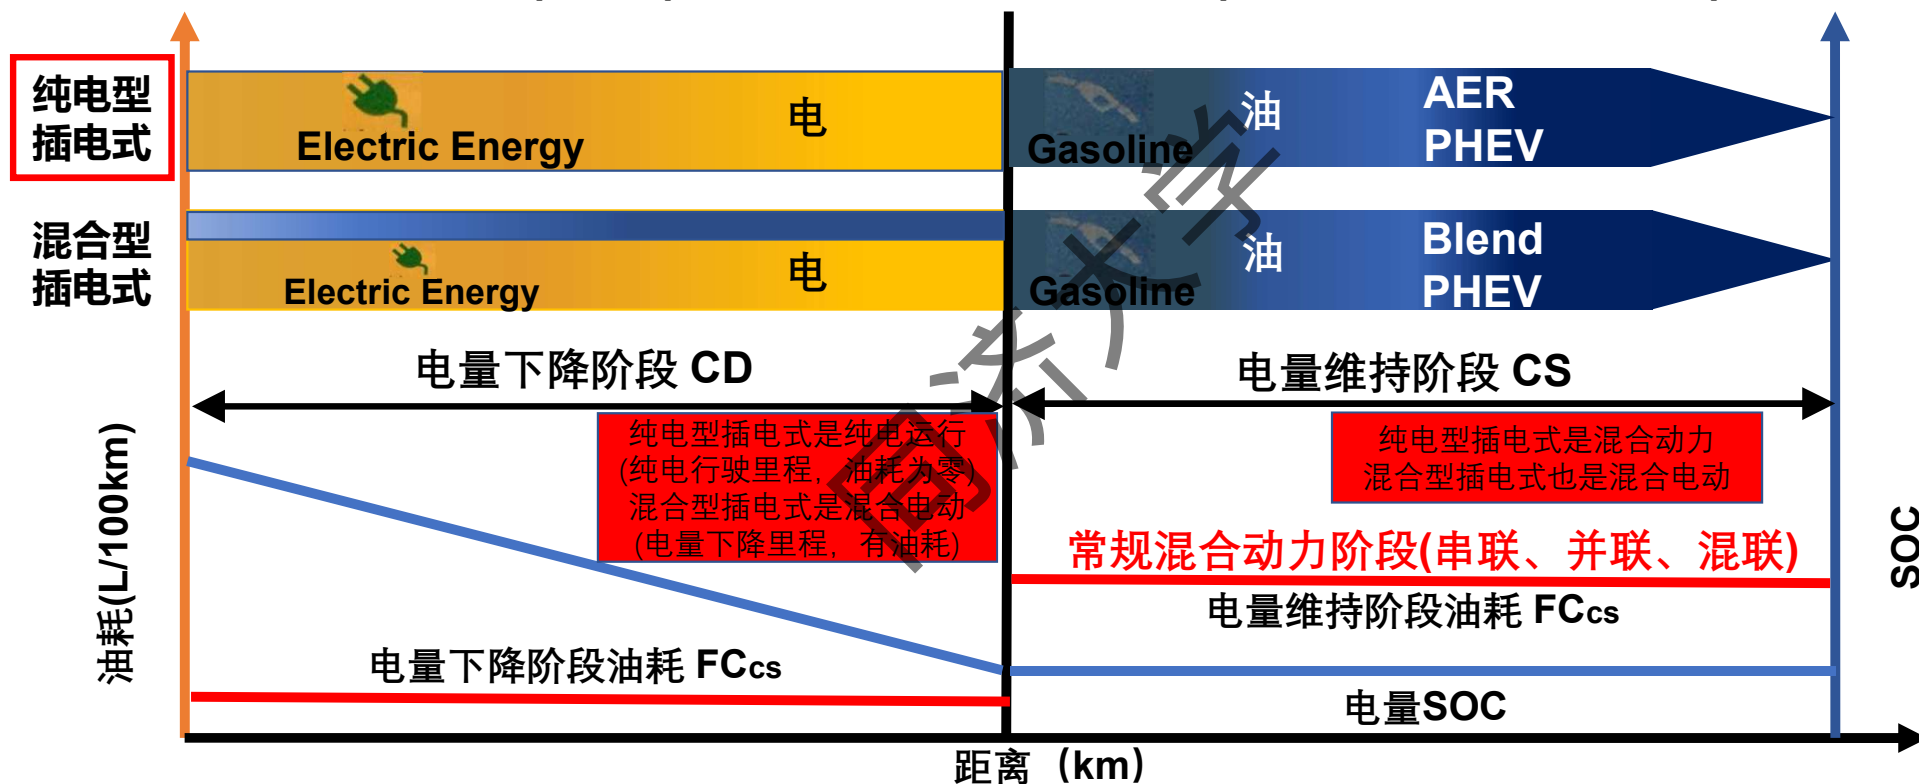 纯电型
插电式
Electric Energy
电
Gasoline
油
AER
PHEV
混合型
插电式
Electric Energy
电
Gasoline
油
Blend
PHEV
电量下降阶段 CD
电量维持阶段 CS
纯电型插电式是纯电运行
(纯电行驶里程，油耗为零)
混合型插电式是混合电动
(电量下降里程，有油耗)
纯电型插电式是混合动力
混合型插电式也是混合电动
常规混合动力阶段(串联、并联、混联)
电量维持阶段油耗 FCcs
电量下降阶段油耗 FCcs
电量SOC
油耗(L/100km)
SOC
距离（km）
同济大学